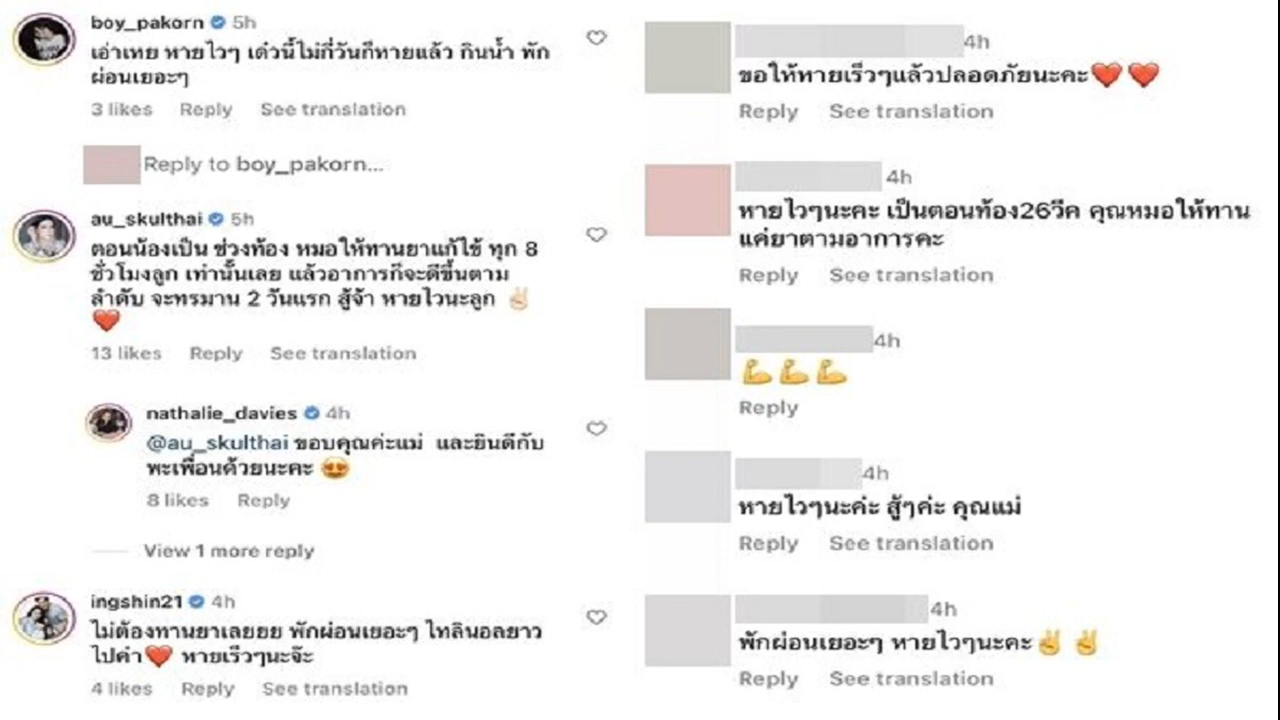 boy_pakorn 5h
เอ่าเทย หายไวๆ เด๋วนี้ไม่กี่วันก็หายแล้ว กินน้ำ พัก
ผ่อนเยอะๆ
3 likes Reply See translation
Reply to boy_pakorn...
au_skulthai 5h
ตอนน้องเป็น ช่วงท้อง หมอให้ทานยาแก้ไข้ ทุก 8
ชั่วโมงลูก เท่านั้นเลย แล้วอาการก็จะดีขึ้นตาม
ลำดับ จะทรมาน 2 วันแรก สู้จ้า หายไวนะลูก ✌🏻
❤️
13 likes Reply See translation
nathalie_davies 4h
@au_skulthai ขอบคุณค่ะแม่ และยินดีกับ
พะเพื่อนด้วยนะคะ 😍
8 likes Reply
View 1 more reply
ingshin21 4h
ไม่ต้องทานยาเลยยย พักผ่อนเยอะๆ ไทลินอลยาว
ไปค่ำ❤️ หายเร็วๆนะจ๊ะ
4 likes Reply See translation
4h
ขอให้หายเร็วๆแล้วปลอดภัยนะคะ❤️❤️
Reply See translation
4h
หายไวๆนะคะ เป็นตอนท้อง26วีค คุณหมอให้ทาน
แค่ยาตามอาการคะ
Reply See translation
4h
💪💪💪
Reply
4h
หายไวๆนะค่ะ สู้ๆค่ะ คุณแม่
Reply See translation
4h
พักผ่อนเยอะๆ หายไวๆนะคะ✌️✌️
Reply See translation